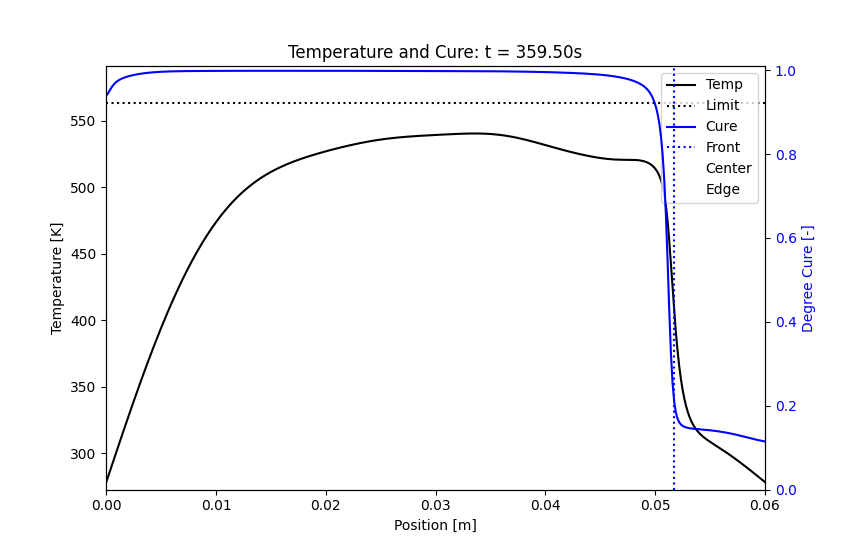 Temperature and Cure: t = 359.50s
Temp
Limit
Cure
Front
Center
Edge
550
500
450
400
350
300
Temperature [K]
1.0
0.8
0.6
0.4
0.2
0.0
Degree Cure [-]
0.00 0.01 0.02 0.03 0.04 0.05 0.06
Position [m]